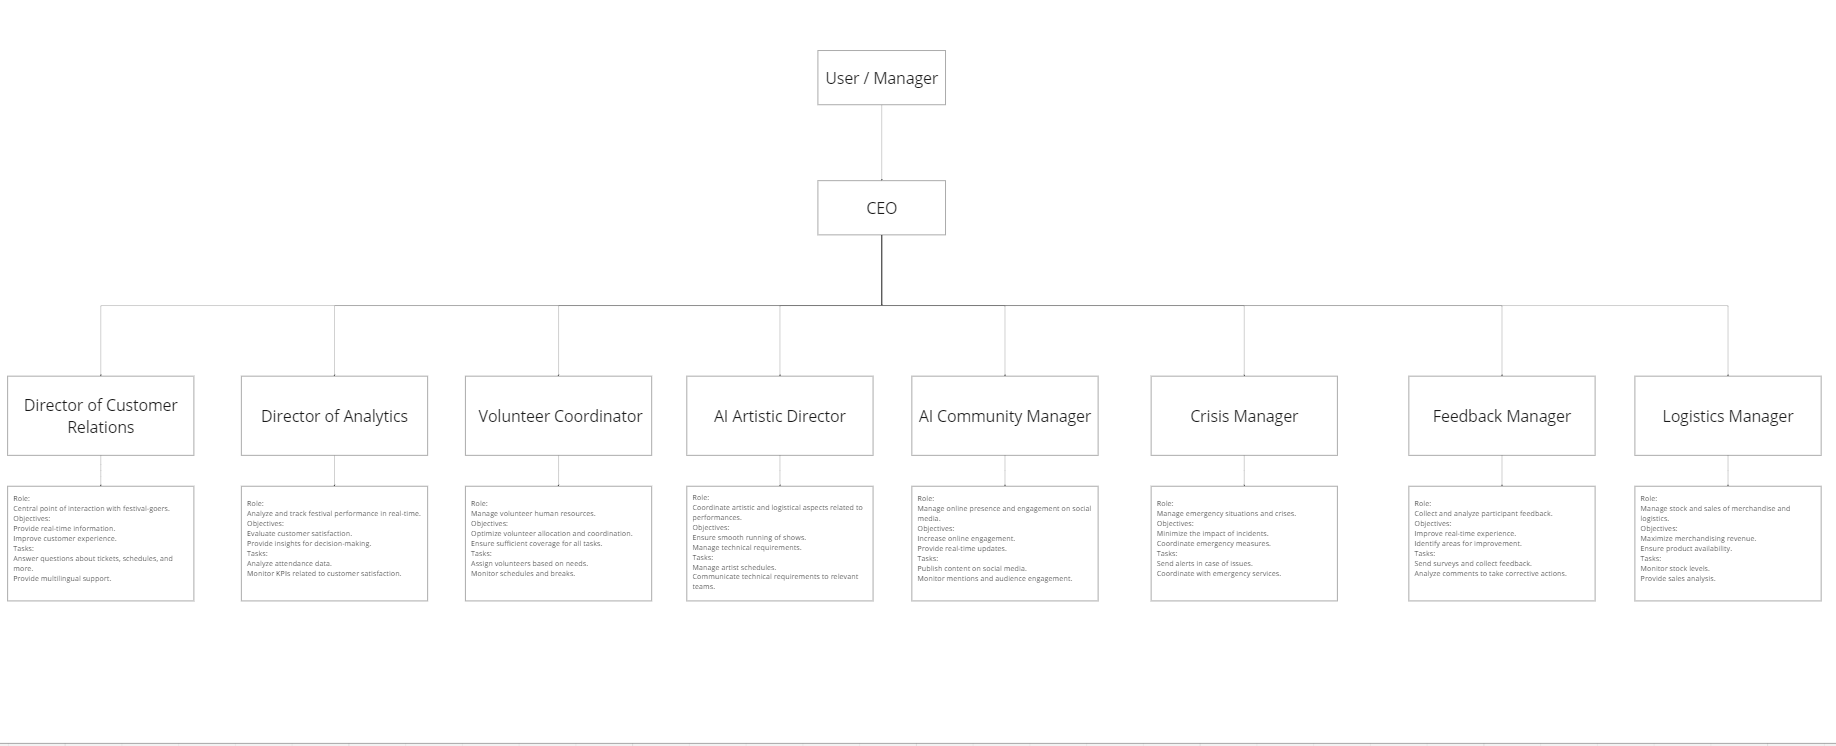 User / Manager
CEO
Director of Customer
Relations
Director of Analytics
Volunteer Coordinator
AI Artistic Director
AI Community Manager
Crisis Manager
Feedback Manager
Logistics Manager
Role:
Central point of interaction with festival-goers.
Objectives:
Provide real-time information.
Improve customer experience.
Tasks:
Answer questions about tickets, schedules, and
more.
Provide multilingual support.
Role:
Analyze and track festival performance in real-time.
Objectives:
Evaluate customer satisfaction.
Provide insights for decision-making.
Tasks:
Analyze attendance data.
Monitor KPIs related to customer satisfaction.
Role:
Manage volunteer human resources.
Objectives:
Optimize volunteer allocation and coordination.
Ensure sufficient coverage for all tasks.
Tasks:
Assign volunteers based on needs.
Monitor schedules and breaks.
Role:
Coordinate artistic and logistical aspects related to
performances.
Objectives:
Ensure smooth running of shows.
Manage technical requirements.
Tasks:
Manage artist schedules.
Communicate technical requirements to relevant
teams.
Role:
Manage online presence and engagement on social
media.
Objectives:
Increase online engagement.
Provide real-time updates.
Tasks:
Publish content on social media.
Monitor mentions and audience engagement.
Role:
Manage emergency situations and crises.
Objectives:
Minimize the impact of incidents.
Coordinate emergency measures.
Tasks:
Send alerts in case of issues.
Coordinate with emergency services.
Role:
Collect and analyze participant feedback.
Objectives:
Improve real-time experience.
Identify areas for improvement.
Tasks:
Send surveys and collect feedback.
Analyze comments to take corrective actions.
Role:
Manage stock and sales of merchandise and
logistics.
Objectives:
Maximize merchandising revenue.
Ensure product availability.
Tasks:
Monitor stock levels.
Provide sales analysis.